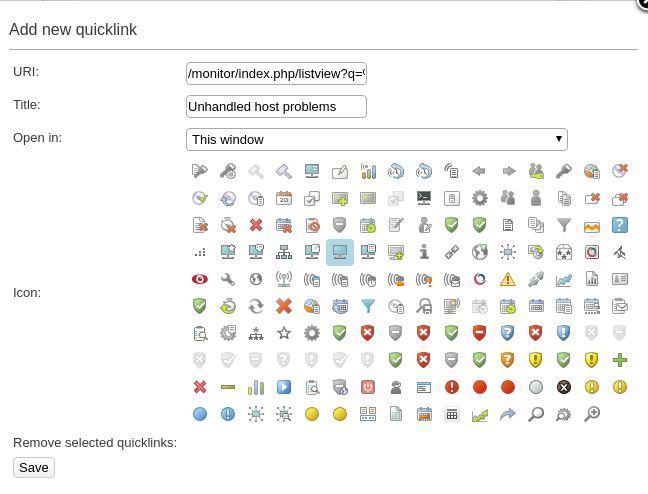 Add new quicklink
URI:
/monitor/index.php/listview?q=
Title:
Unhandled host problems
Open in:
This window
Icon:
Remove selected quicklinks:
Save